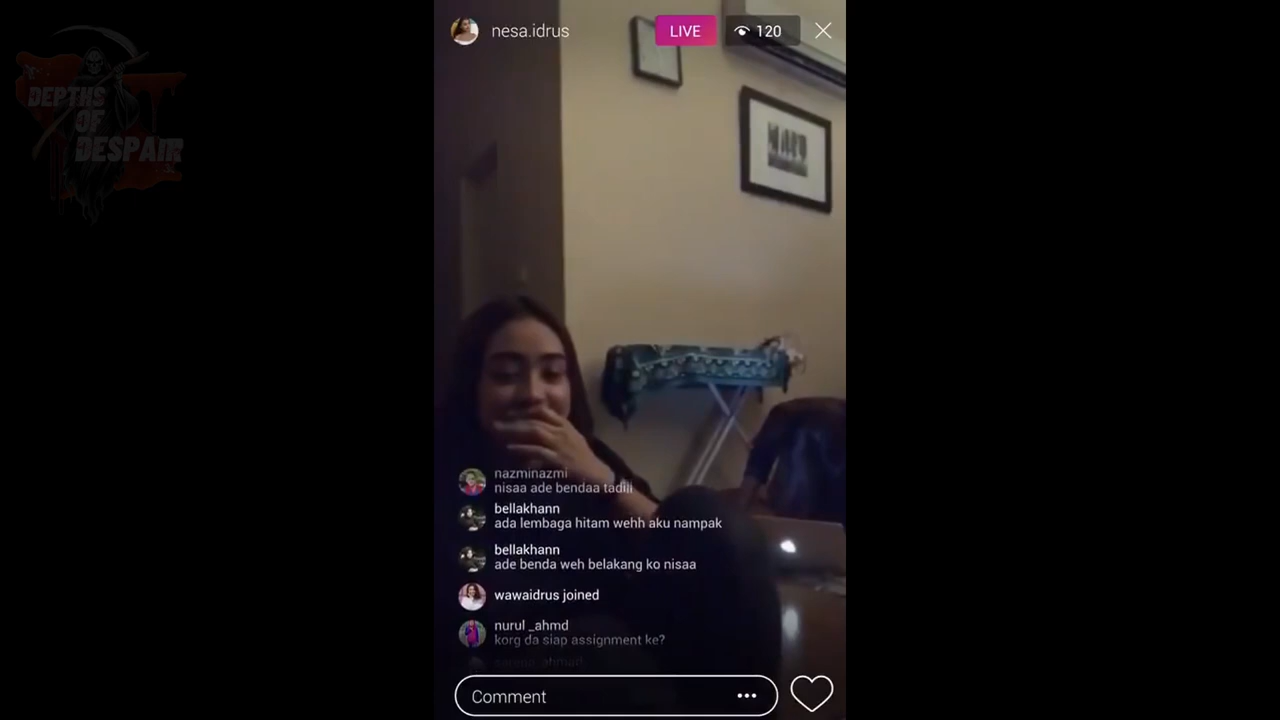 nesa.idrus
LIVE
120
DEPTHS
OF
DESPAIR
nazminazmi
nisaa ade bendaa tadiii
bellakhann
ada lembaga hitam wehh aku nampak
bellakhann
ade benda weh belakang ko nisaa
wawaidrus joined
nurul _ahmd
korg da siap assignment ke?
Comment